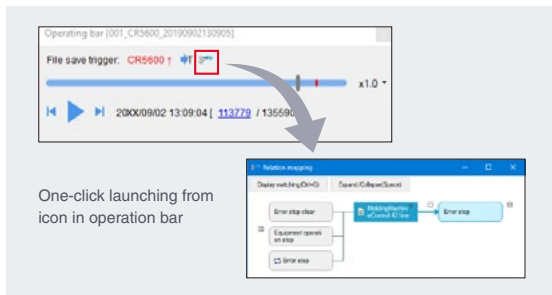 Operating bar [001_CR5600_20190902130905]
File save trigger: CR5600 ↑
x1.0
20XX/09/02 13:09:04 [ 113779 / 135590
Relation mapping
Display switching(Ctrl+G)
Expand /Collapse(Space)
Error stop clear
MoldingMachin
eControl 42 line
Error stop
Equipment operati
on stop
Error stop
One-click launching from
icon in operation bar